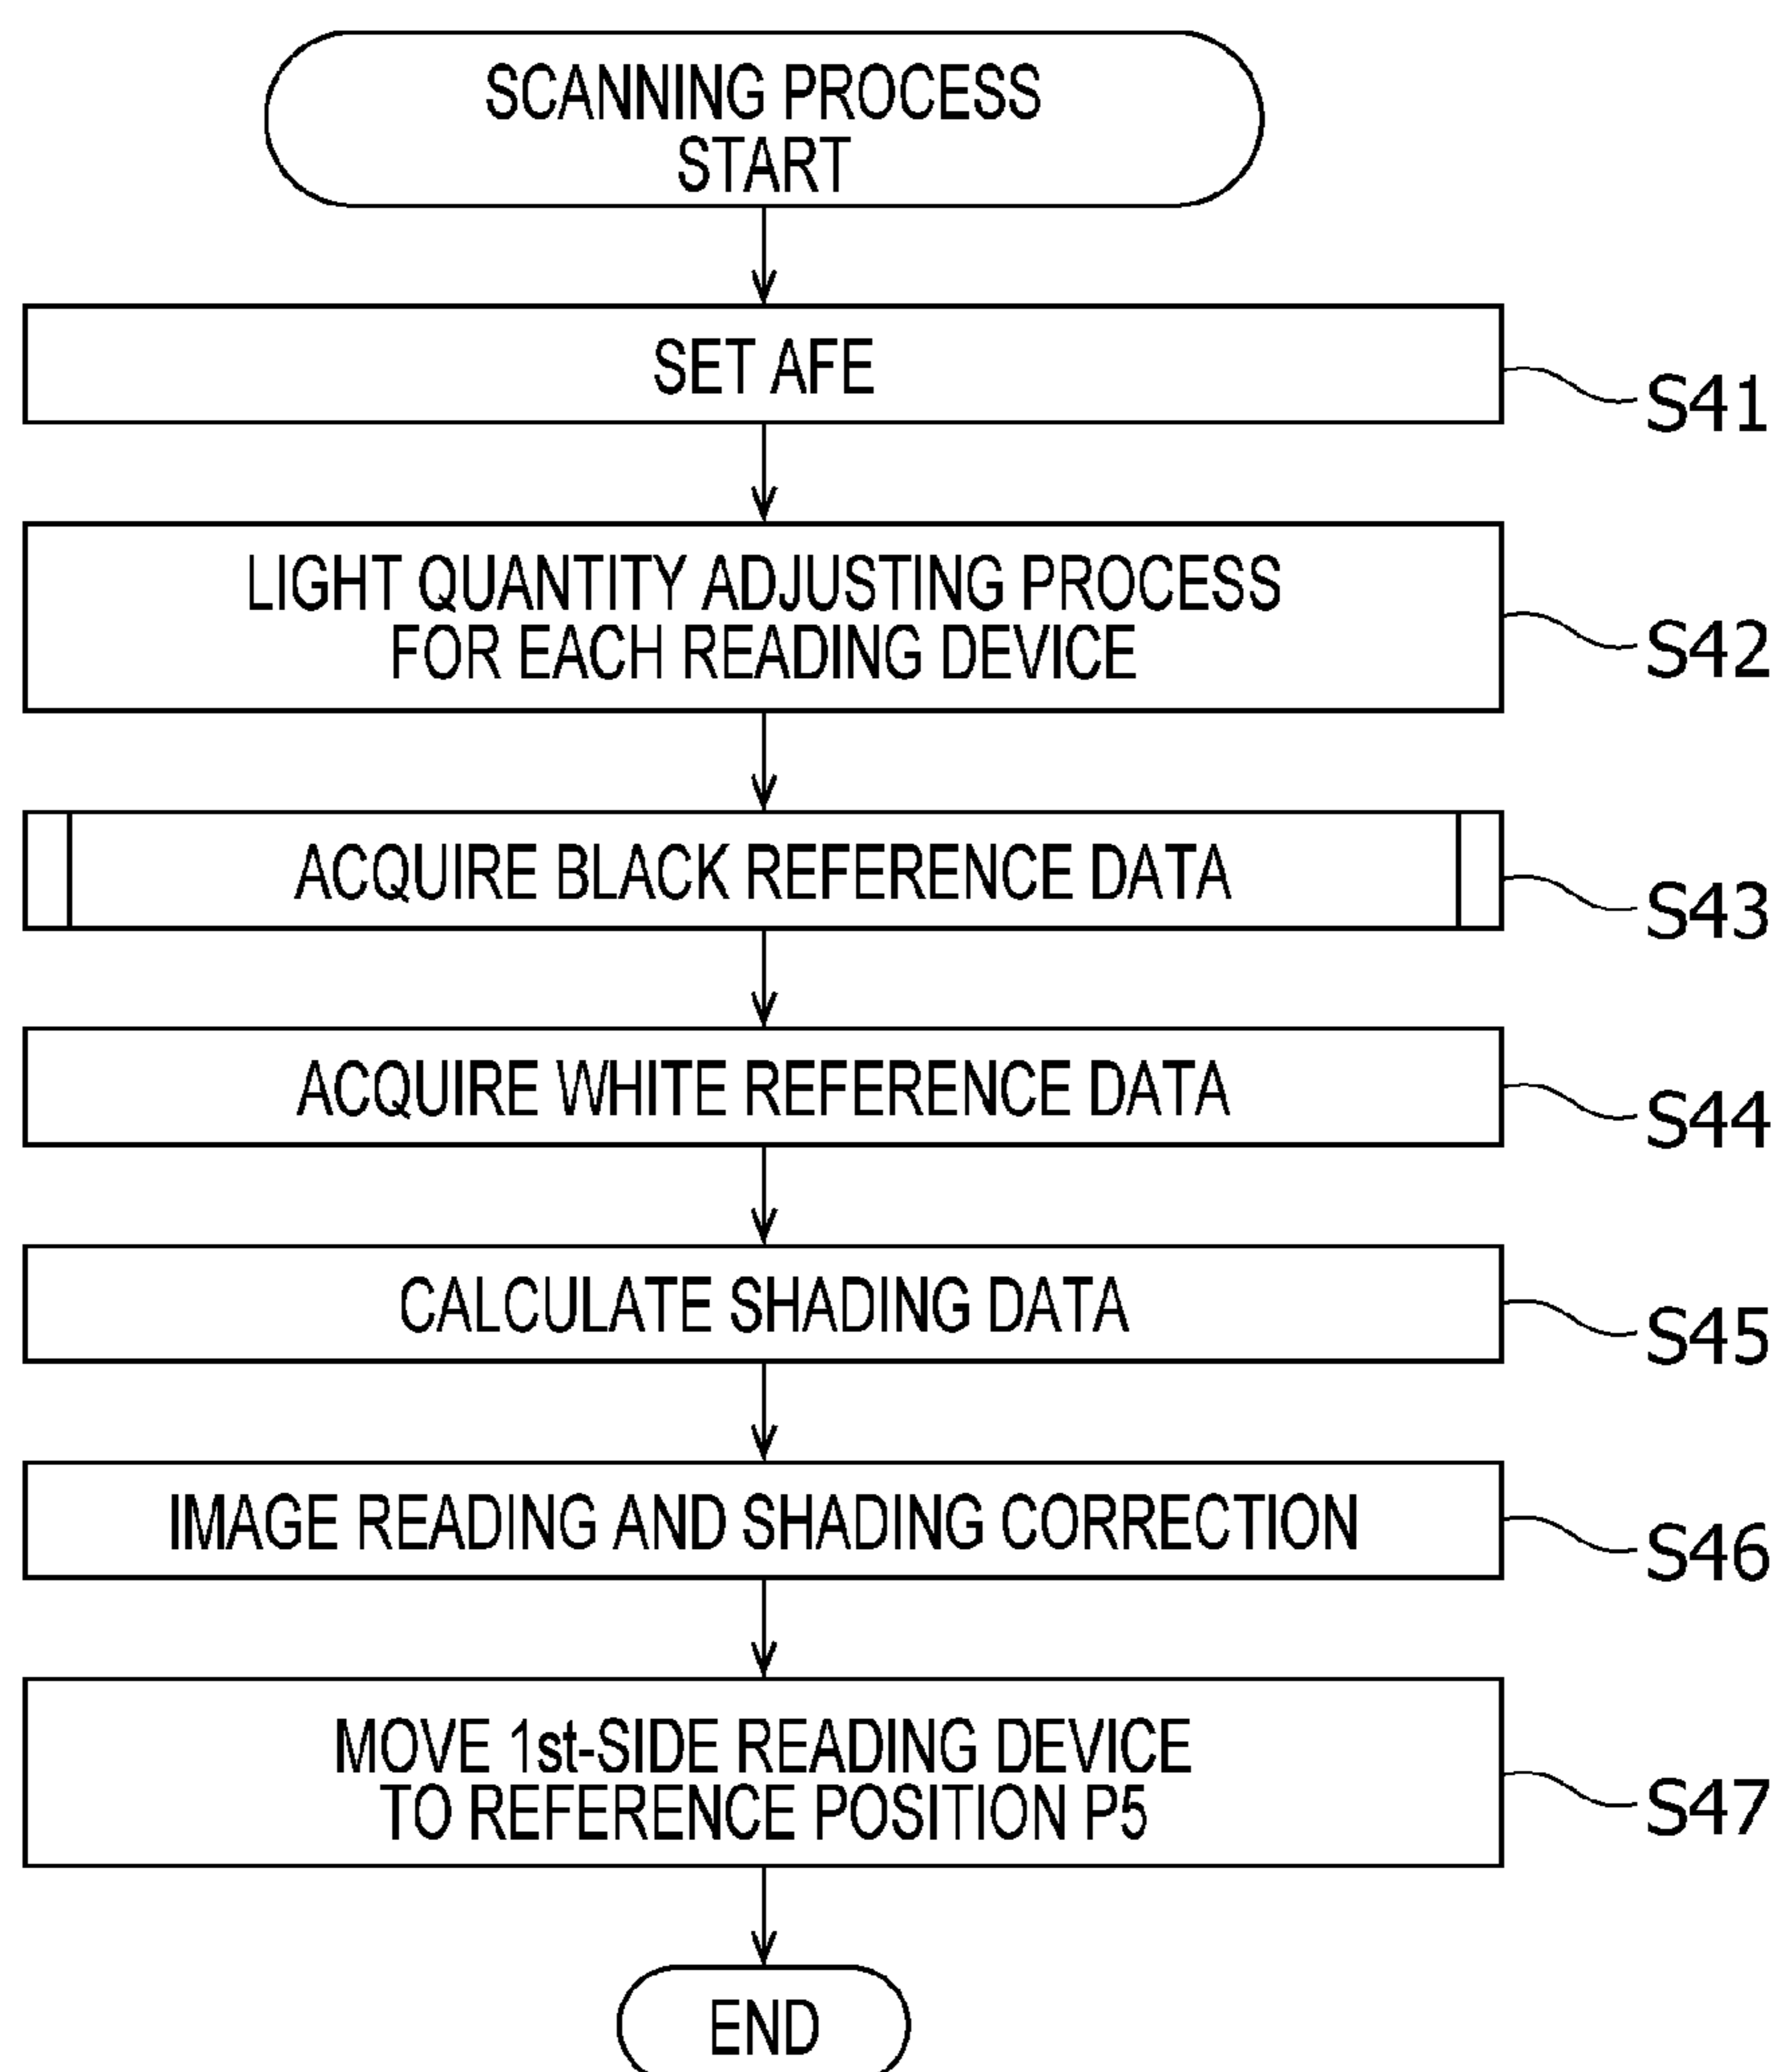 SCANNING PROCESS
START
SET AFE
S41
LIGHT QUANTITY ADJUSTING PROCESS
FOR EACH READING DEVICE
S42
ACQUIRE BLACK REFERENCE DATA
S43
ACQUIRE WHITE REFERENCE DATA
S44
CALCULATE SHADING DATA
S45
IMAGE READING AND SHADING CORRECTION
S46
MOVE 1st-SIDE READING DEVICE
TO REFERENCE POSITION P5
S47
END